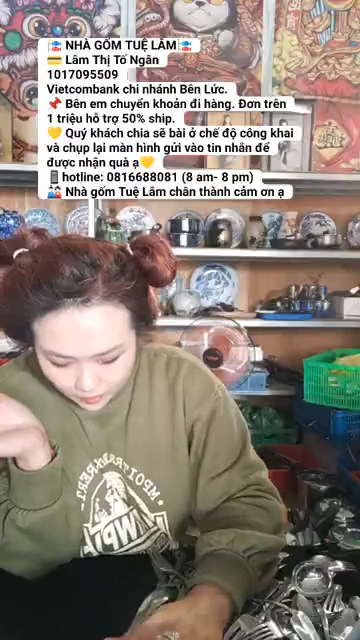 🎏 NHÀ GỐM TUỆ LÂM🎏
💳 Lâm Thị Tố Ngân
1017095509
Vietcombank chi nhánh Bên Lức.
📌 Bên em chuyển khoản đi hàng. Đơn trên
1 triệu hỗ trợ 50% ship.
💛 Quý khách chia sẽ bài ở chế độ công khai
và chụp lại màn hình gửi vào tin nhắn để
được nhận quà ạ💛
📱hotline: 0816688081 (8 am- 8 pm)
🎎 Nhà gốm Tuệ Lâm chân thành cảm ơn ạ